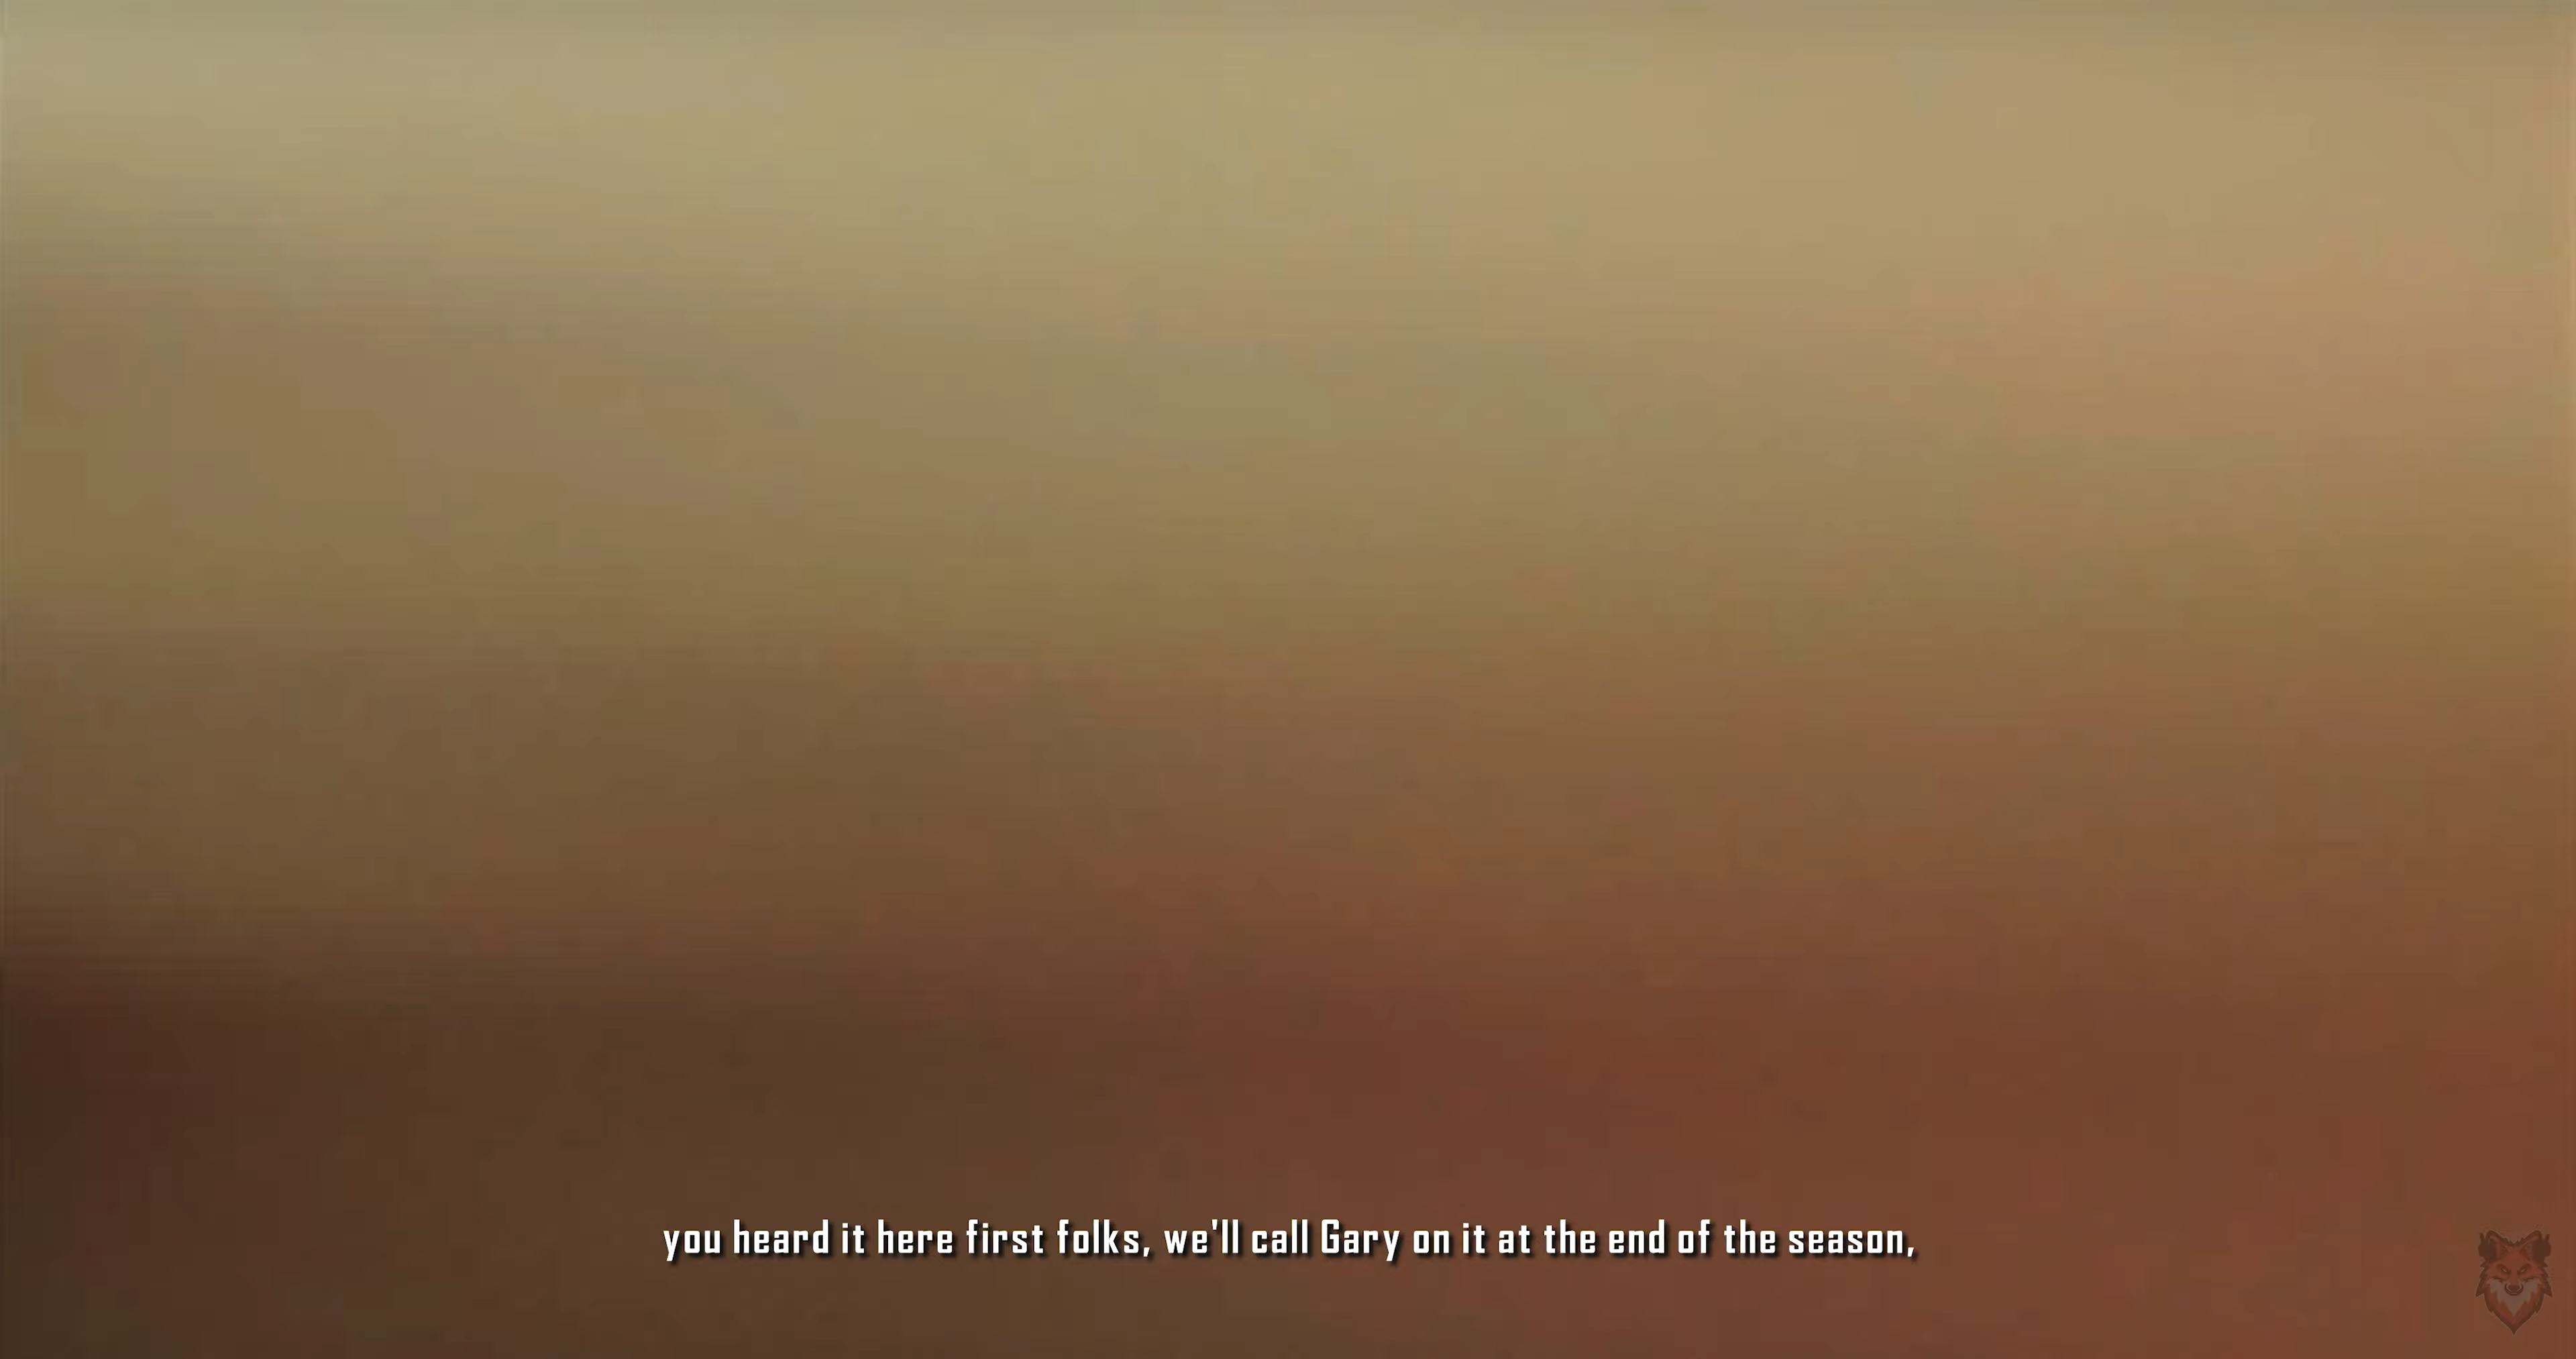 you heard it here first folks, we'll call Gary on it at the end of the season,